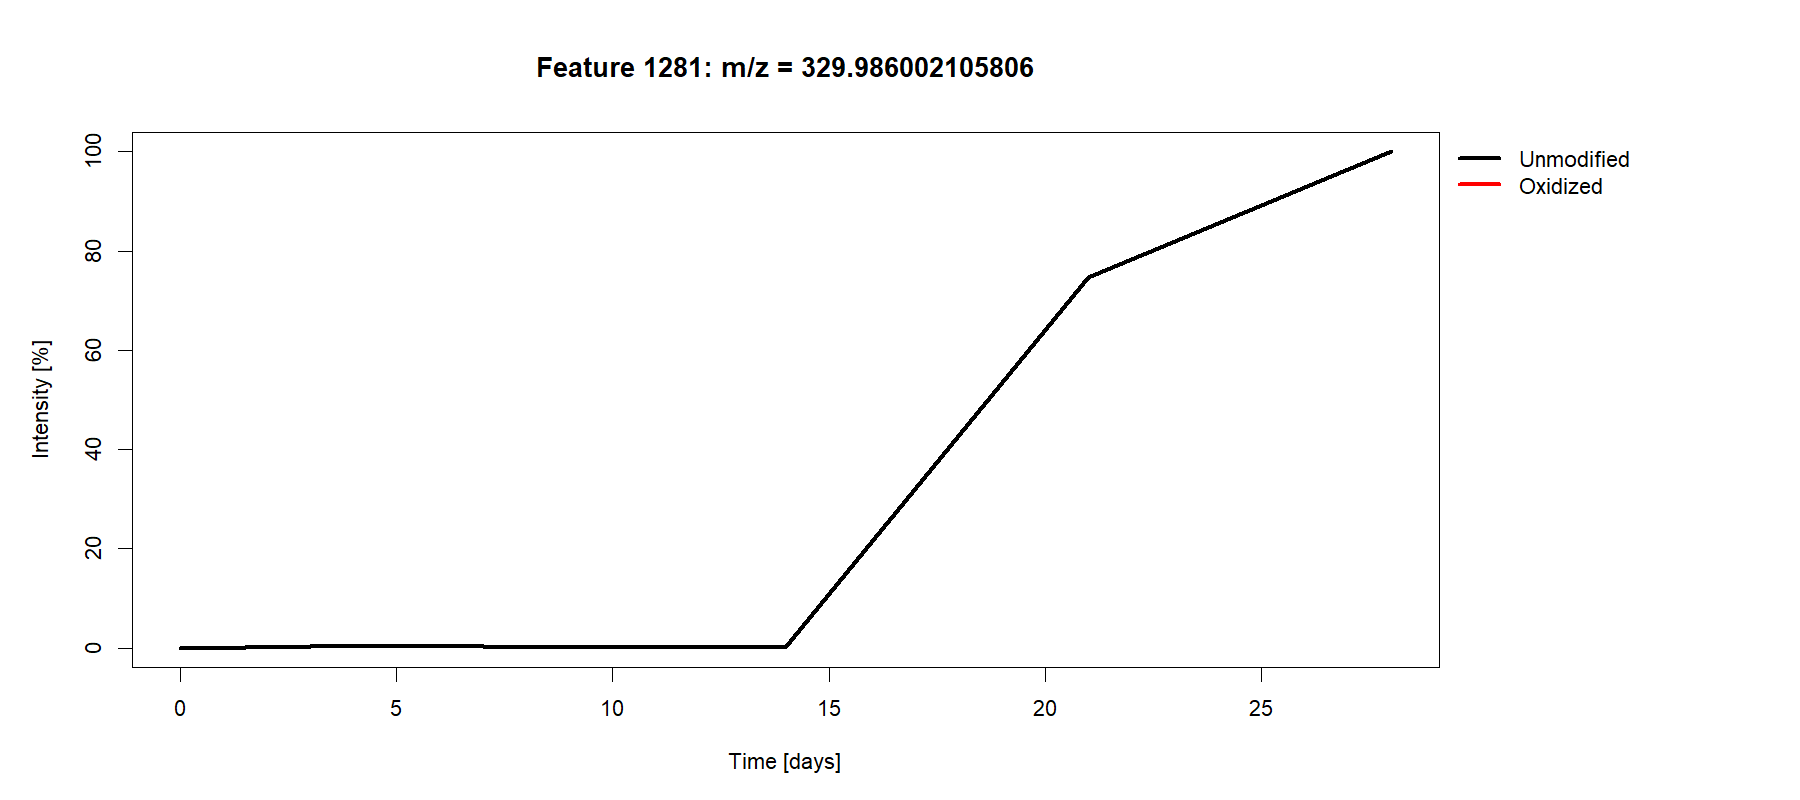 Feature 1281: m/z = 329.986002105806
Unmodified
Oxidized
Intensity [%]
100
80
60
40
20
0
0 5 10 15 20 25
Time [days]